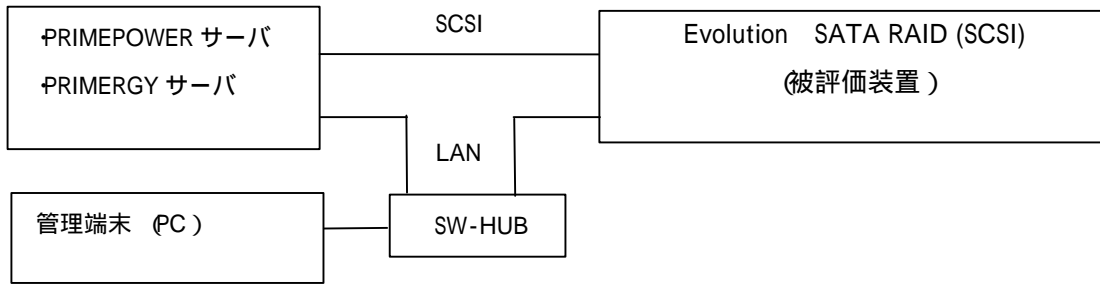 ・PRIMEPOWER サーバ
・PRIMERGY サーバ
SCSI
Evolution SATA RAID (SCSI)
(被評価装置)
LAN
管理端末 (PC)
SW-HUB